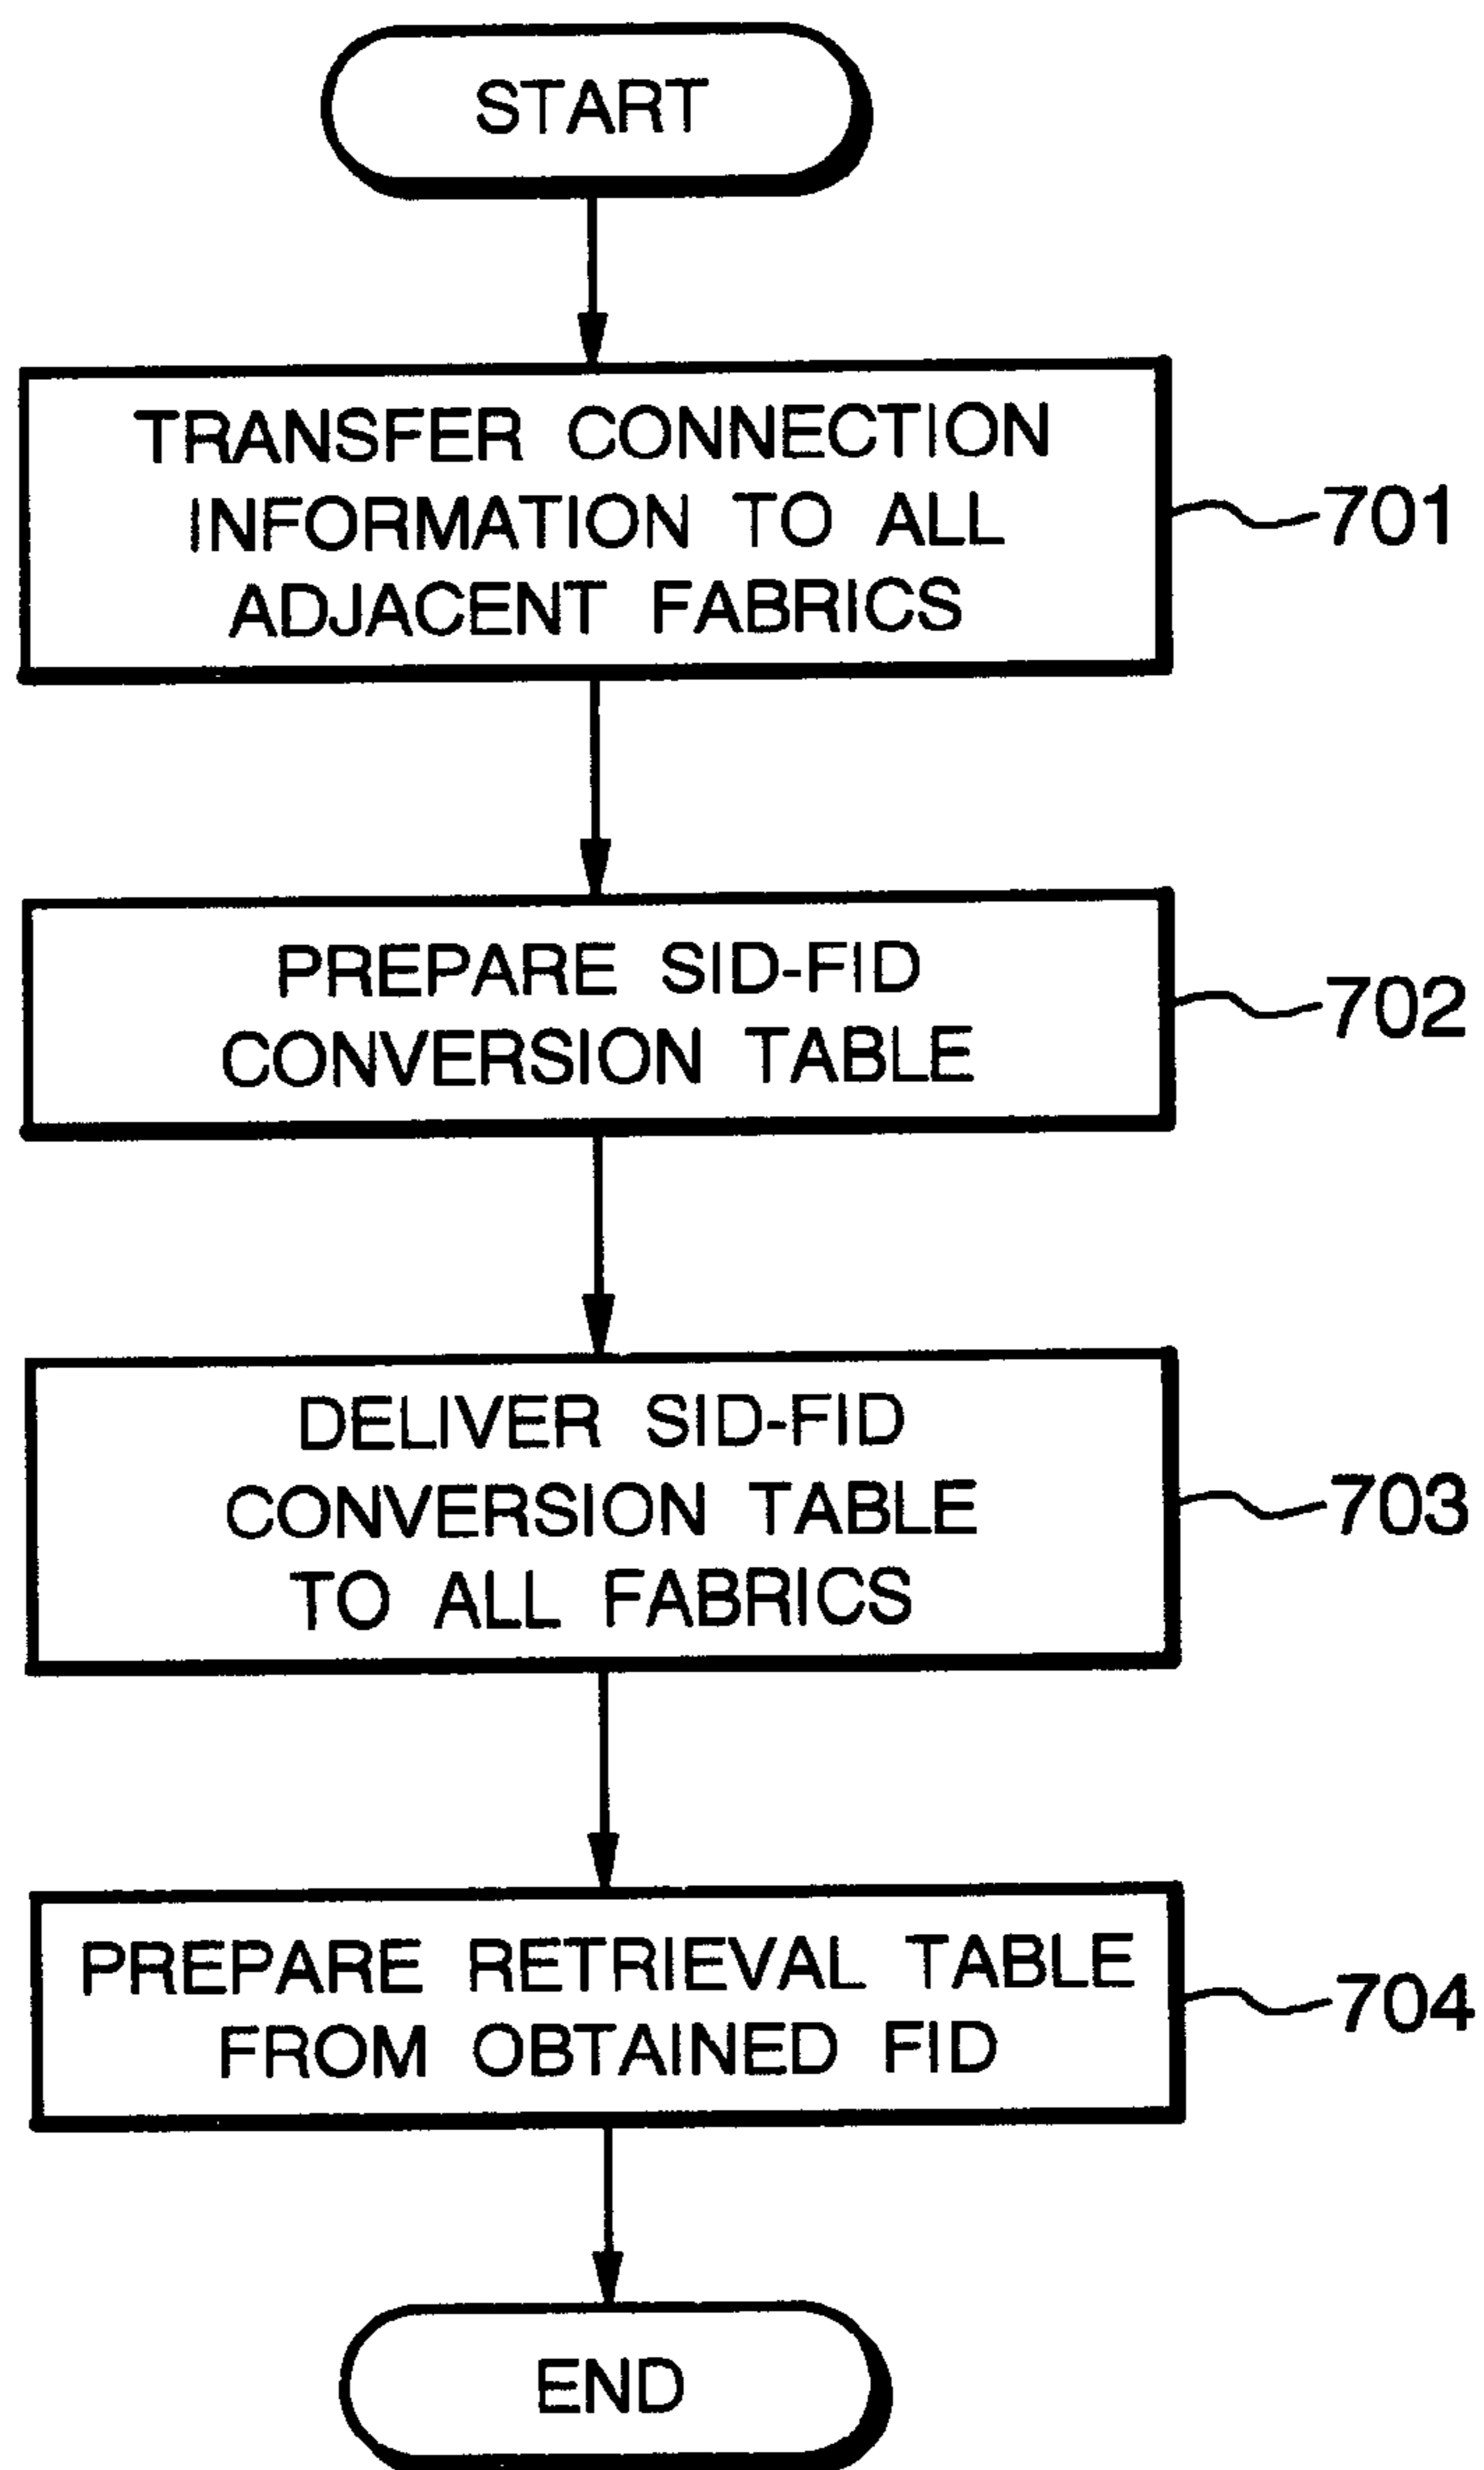 START
TRANSFER CONNECTION
INFORMATION TO ALL
ADJACENT FABRICS
701
PREPARE SID-FID
CONVERSION TABLE
702
DELIVER SID-FID
CONVERSION TABLE
TO ALL FABRICS
703
PREPARE RETRIEVAL TABLE
FROM OBTAINED FID
704
END